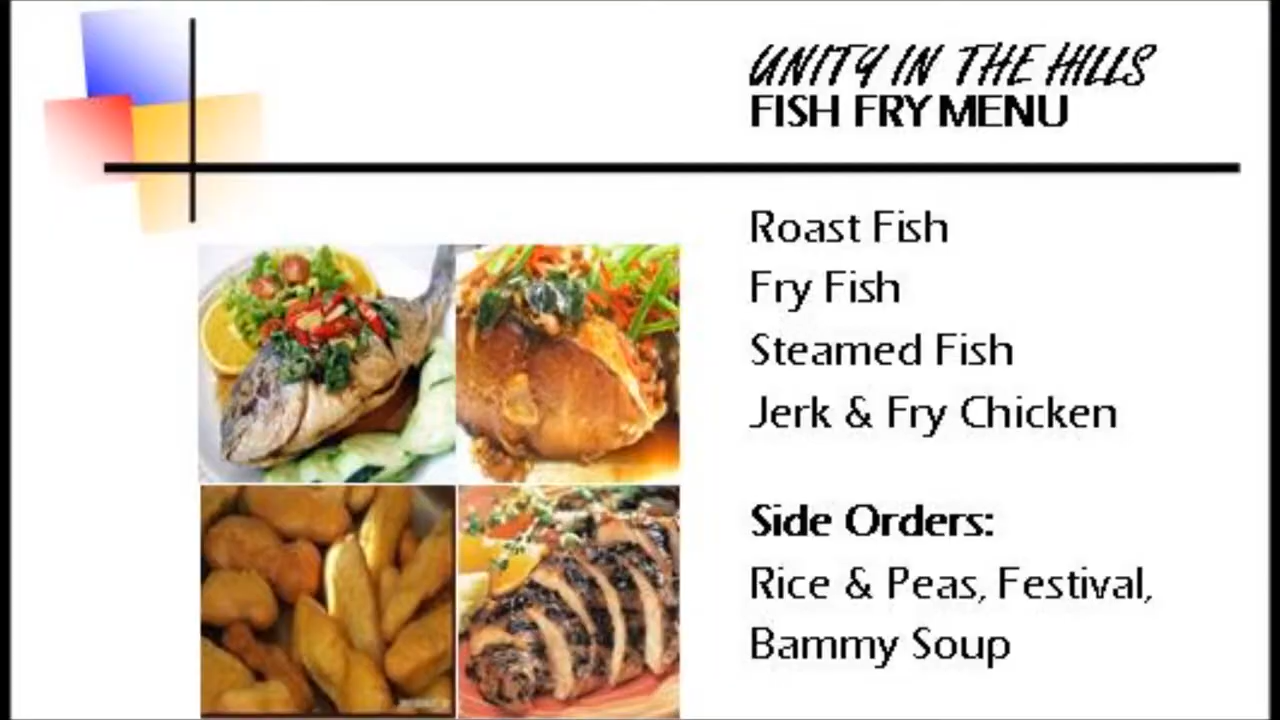 UNITY IN THE HILLS
FISH FRY MENU
Roast Fish
Fry Fish
Steamed Fish
Jerk & Fry Chicken
Side Orders:
Rice & Peas, Festival,
Bammy Soup